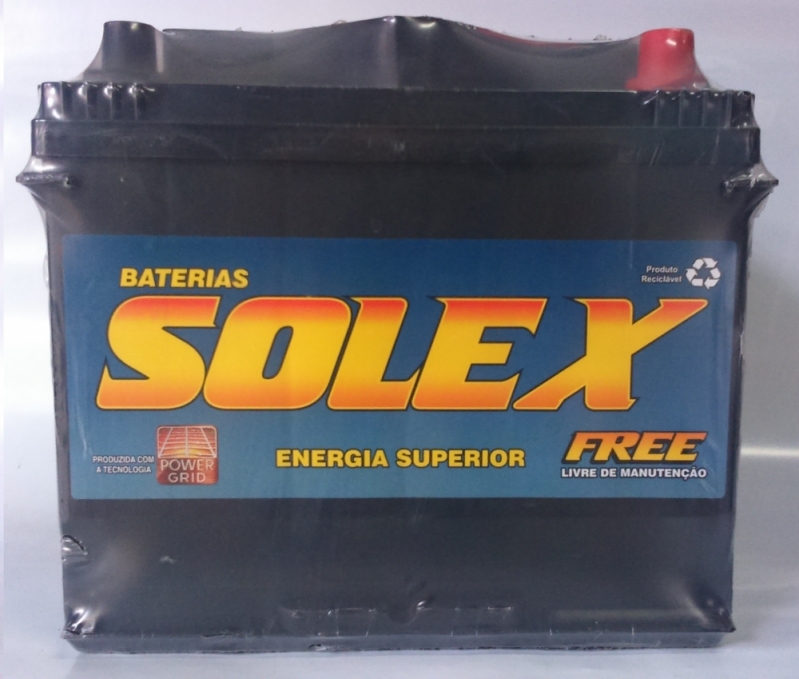 BATERIAS
Produto
Reciclável
SOLEX
PRODUZIDA COM
A TECNOLOGIA
POWER
GRID
ENERGIA SUPERIOR
FREE
LIVRE DE MANUTENÇÃO